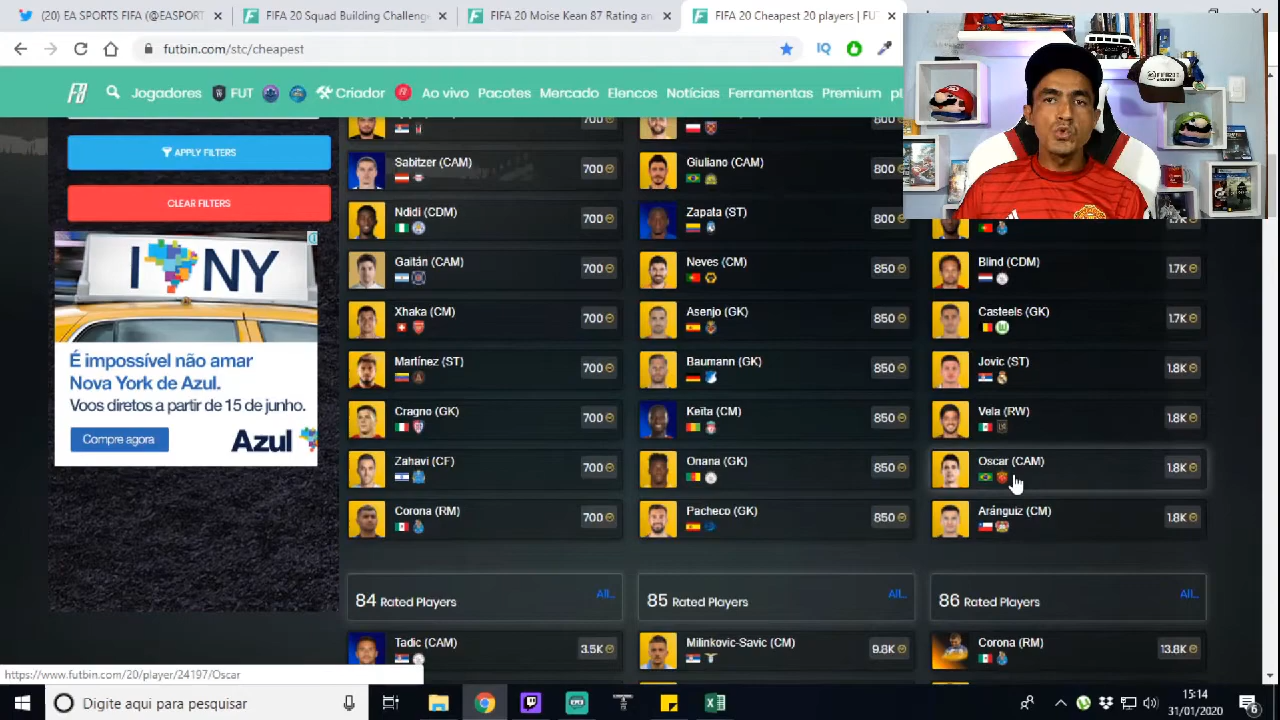 (20) EA SPORTS FIFA (@EASPORT
FIFA 20 Squad Building Challeng
FIFA 20 Moise Kean 87 Rating an
FIFA 20 Cheapest 20 players | FUT
futbin.com/stc/cheapest
IQ
Jogadores
FUT
Criador
Ao vivo
Pacotes
Mercado
Elencos
Notícias
Ferramentas
Premium
APPLY FILTERS
CLEAR FILTERS
I NY
É impossível não amar
Nova York de Azul.
Voos diretos a partir de 15 de junho.
Compre agora
Azul
700
Sabitzer (CAM)
700
Ndidi (CDM)
700
Gaitán (CAM)
700
Xhaka (CM)
700
Martínez (ST)
700
Cragno (GK)
700
Zahavi (CF)
700
Corona (RM)
700
800
Giuliano (CAM)
800
Zapata (ST)
800
Neves (CM)
850
Asenjo (GK)
850
Baumann (GK)
850
Keita (CM)
850
Onana (GK)
850
Pacheco (GK)
850
Blind (CDM)
1.7K
Casteels (GK)
1.7K
Jovic (ST)
1.8K
Vela (RW)
1.8K
Oscar (CAM)
1.8K
Aránguiz (CM)
1.8K
84 Rated Players
All..
85 Rated Players
All..
86 Rated Players
All..
Tadic (CAM)
3.5K
Milinkovic-Savic (CM)
9.8K
Corona (RM)
13.8K
https://www.futbin.com/20/player/24197/Oscar
Digite aqui para pesquisar
15:14
31/01/2020
6